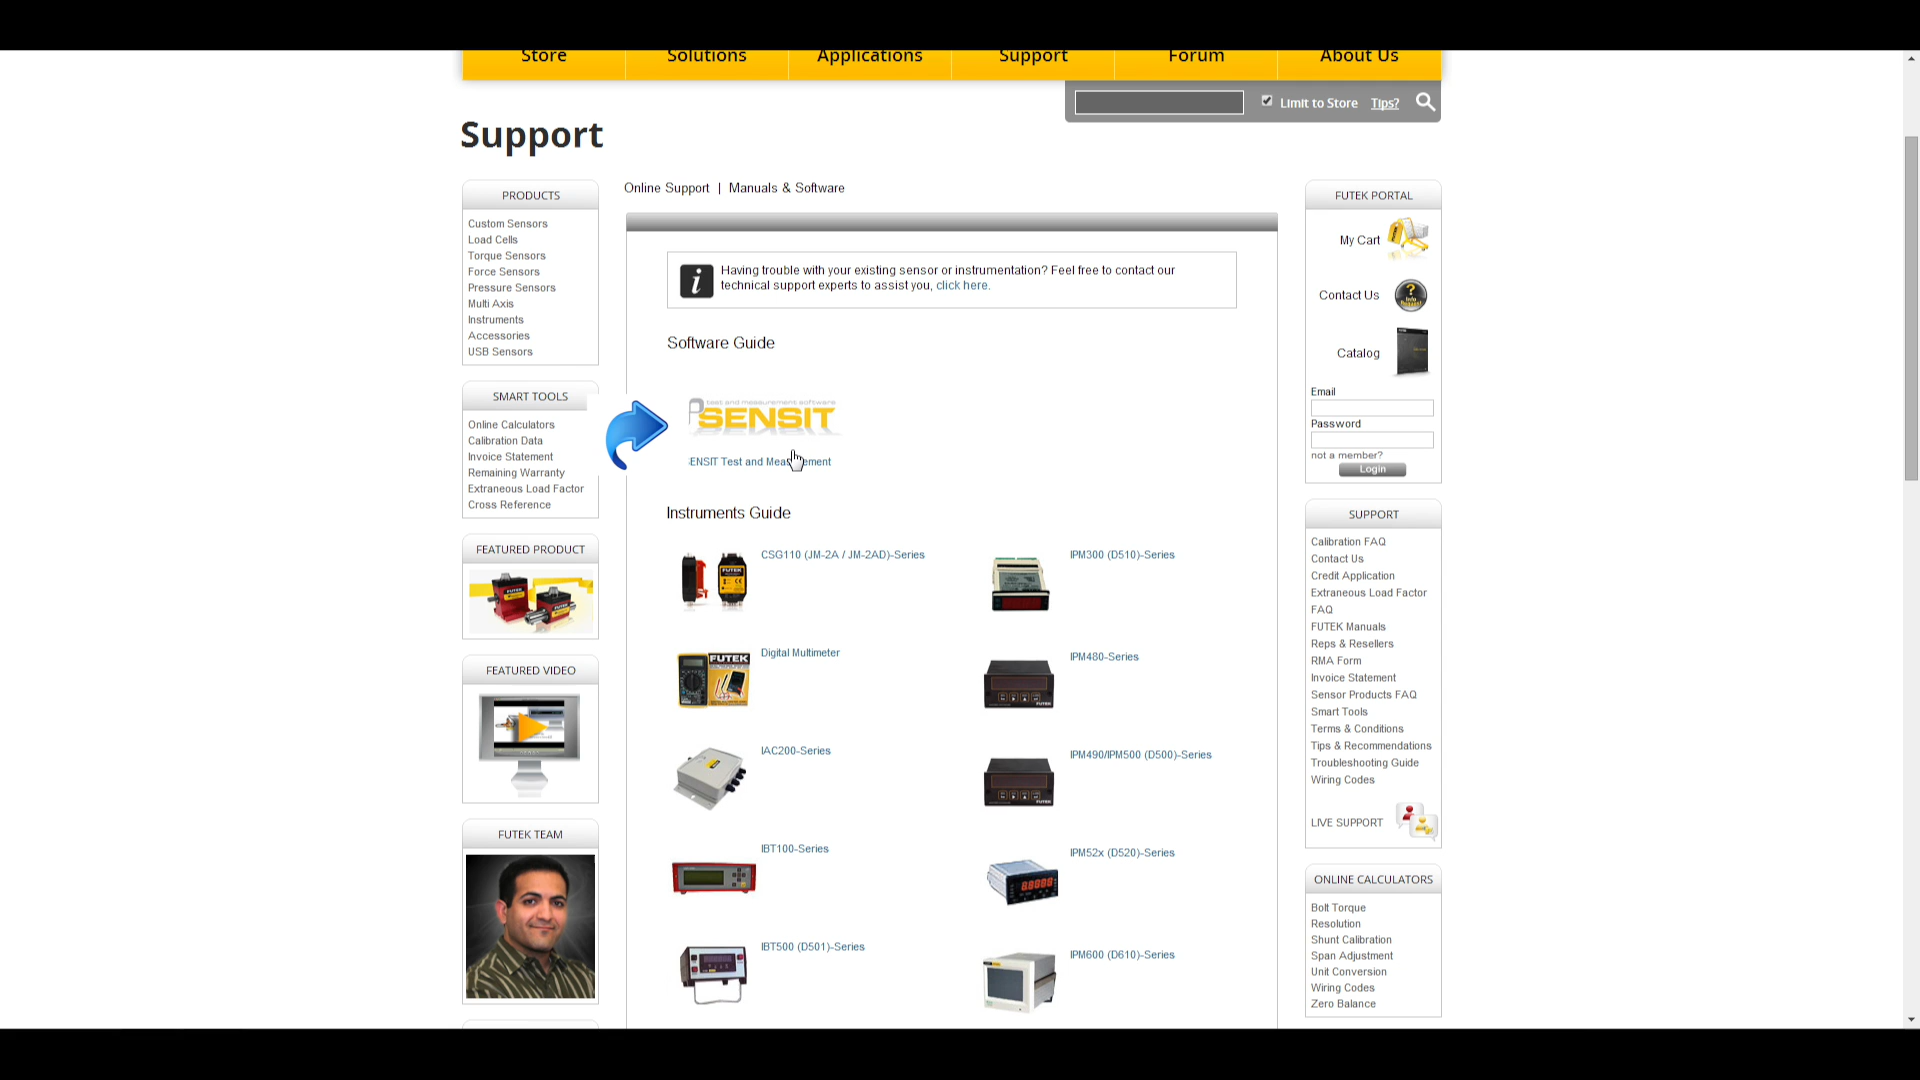 Store
Solutions
Applications
Support
Forum
About Us
Limit to Store
Tips?
Support
PRODUCTS
Custom Sensors
Load Cells
Torque Sensors
Force Sensors
Pressure Sensors
Multi Axis
Instruments
Accessories
USB Sensors
SMART TOOLS
Online Calculators
Calibration Data
Invoice Statement
Remaining Warranty
Extraneous Load Factor
Cross Reference
FEATURED PRODUCT
FEATURED VIDEO
FUTEK TEAM
Online Support | Manuals & Software
Having trouble with your existing sensor or instrumentation? Feel free to contact our
technical support experts to assist you, click here.
Software Guide
test and measurement software
SENSIT
ENSIT Test and
Instruments Guide
CSG110 (JM-2A / JM-2AD)-Series
IPM300 (D510)-Series
FUTEK
Digital Multimeter
IPM480-Series
FUTEK
IAC200-Series
IPM490/IPM500 (D500)-Series
IBT100-Series
IPM52x (D520)-Series
IBT500 (D501)-Series
IPM600 (D610)-Series
FUTEK PORTAL
My Cart
Contact Us
Catalog
Email
Password
not a member?
Login
SUPPORT
Calibration FAQ
Contact Us
Credit Application
Extraneous Load Factor
FAQ
FUTEK Manuals
Reps & Resellers
RMA Form
Invoice Statement
Sensor Products FAQ
Smart Tools
Terms & Conditions
Tips & Recommendations
Troubleshooting Guide
Wiring Codes
LIVE SUPPORT
ONLINE CALCULATORS
Bolt Torque
Resolution
Shunt Calibration
Span Adjustment
Unit Conversion
Wiring Codes
Zero Balance